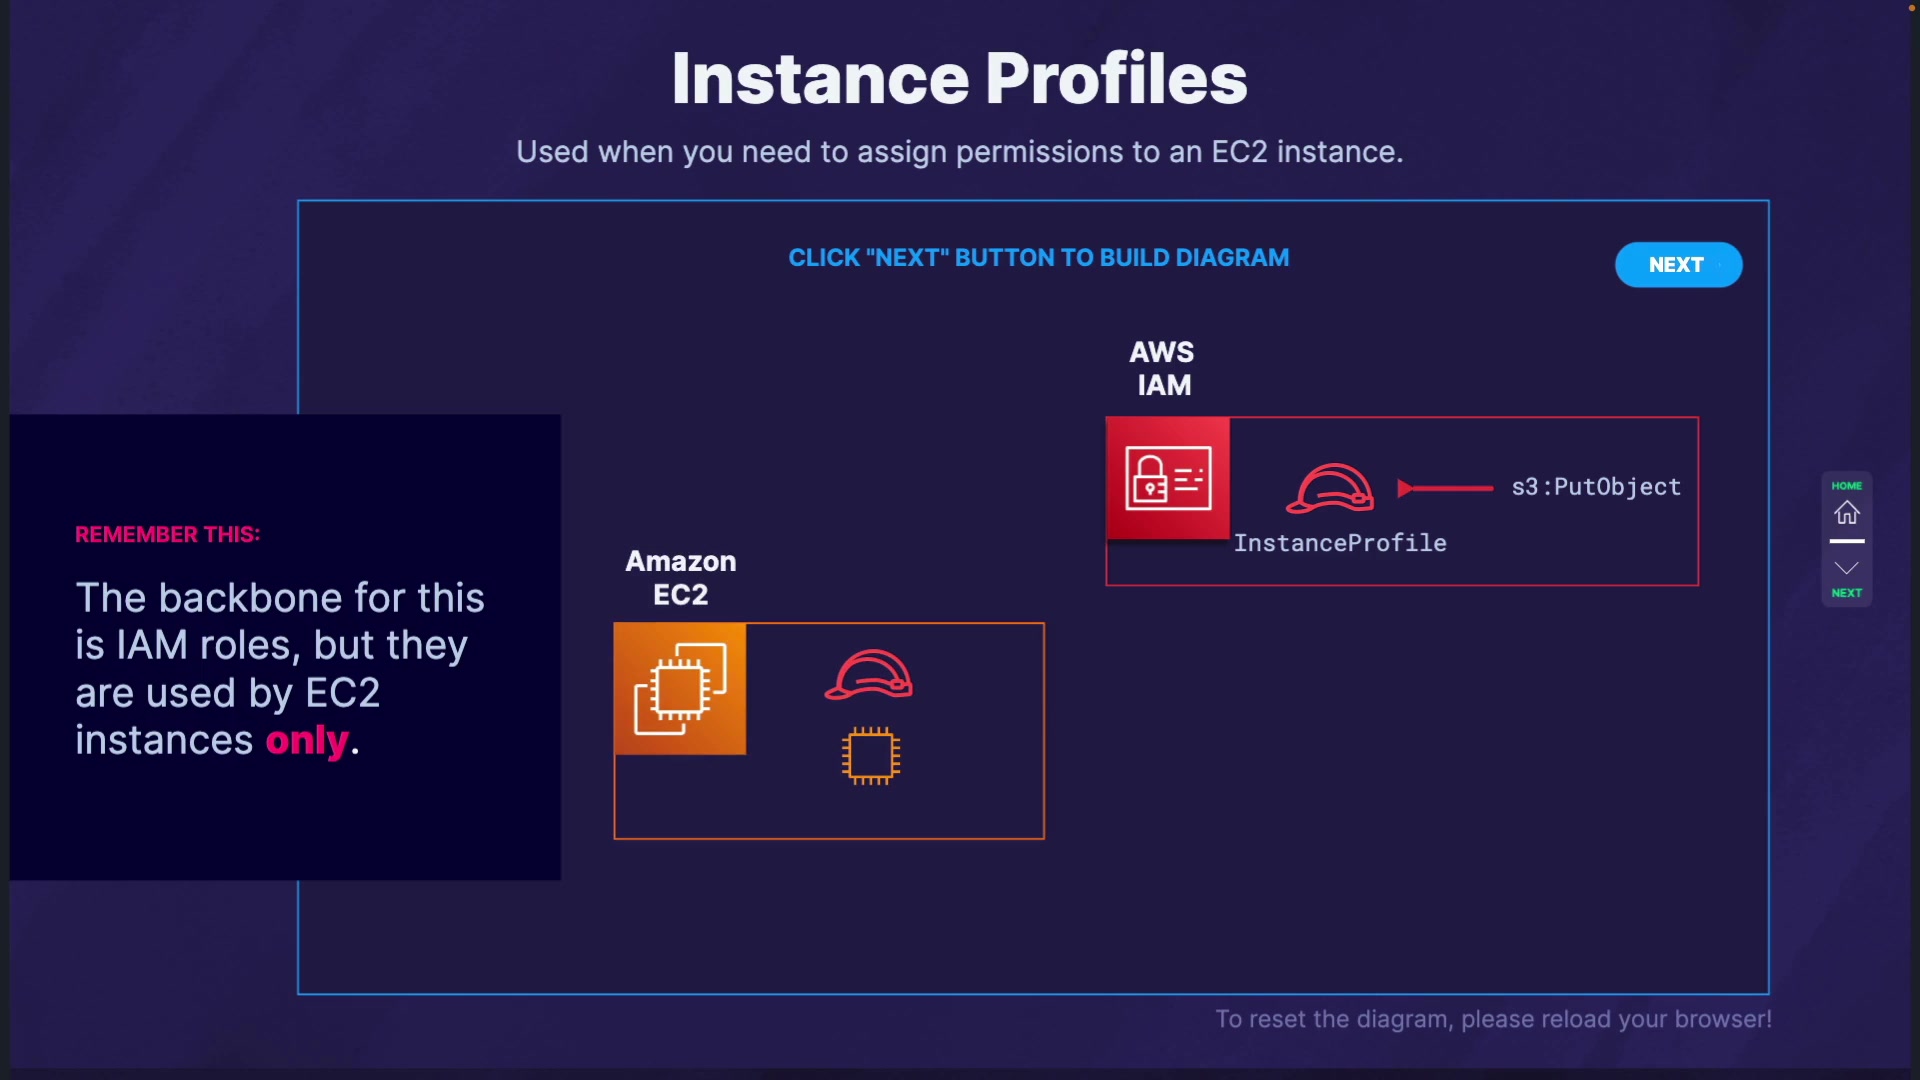 Instance Profiles
Used when you need to assign permissions to an EC2 instance.
CLICK "NEXT" BUTTON TO BUILD DIAGRAM
NEXT
AWS
IAM
s3:PutObject
InstanceProfile
REMEMBER THIS:
The backbone for this
is IAM roles, but they
are used by EC2
instances only.
Amazon
EC2
HOME
NEXT
To reset the diagram, please reload your browser!